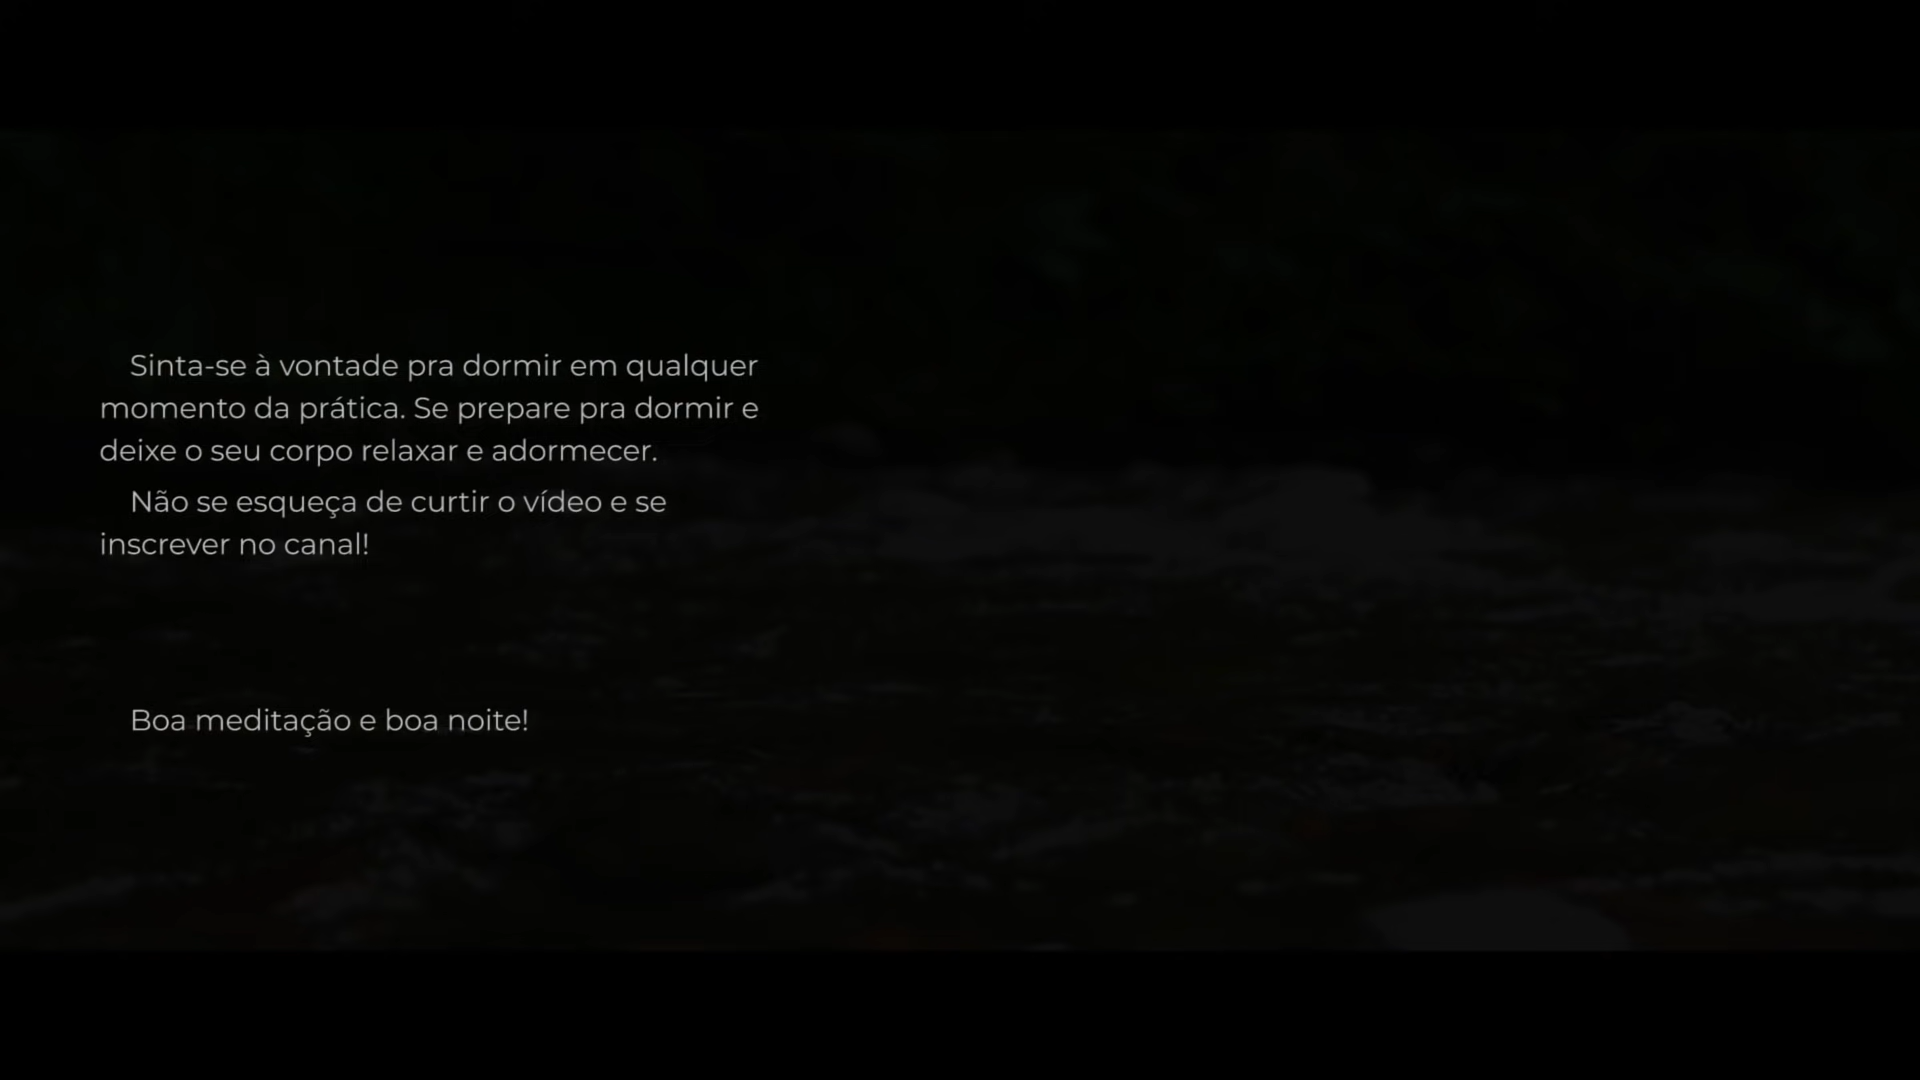 Sinta-se à vontade pra dormir em qualquer
momento da prática. Se prepare pra dormir e
deixe o seu corpo relaxar e adormecer.
Não se esqueça de curtir o vídeo e se
inscrever no canal!
Boa meditação e boa noite!